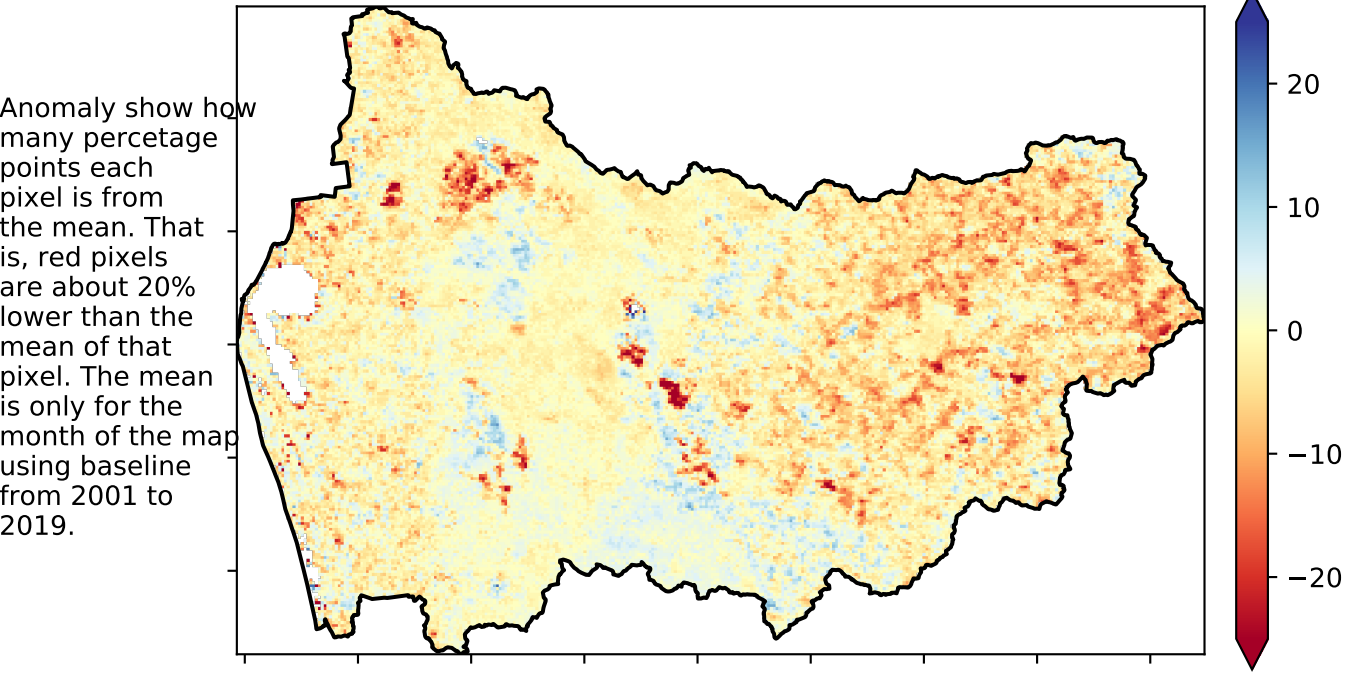 Anomaly show how
many percetage
points each
pixel is from
the mean. That
is, red pixels
are about 20%
lower than the
mean of that
pixel. The mean
is only for the
month of the map
using baseline
from 2001 to
2019.
20
10
0
−10
−20